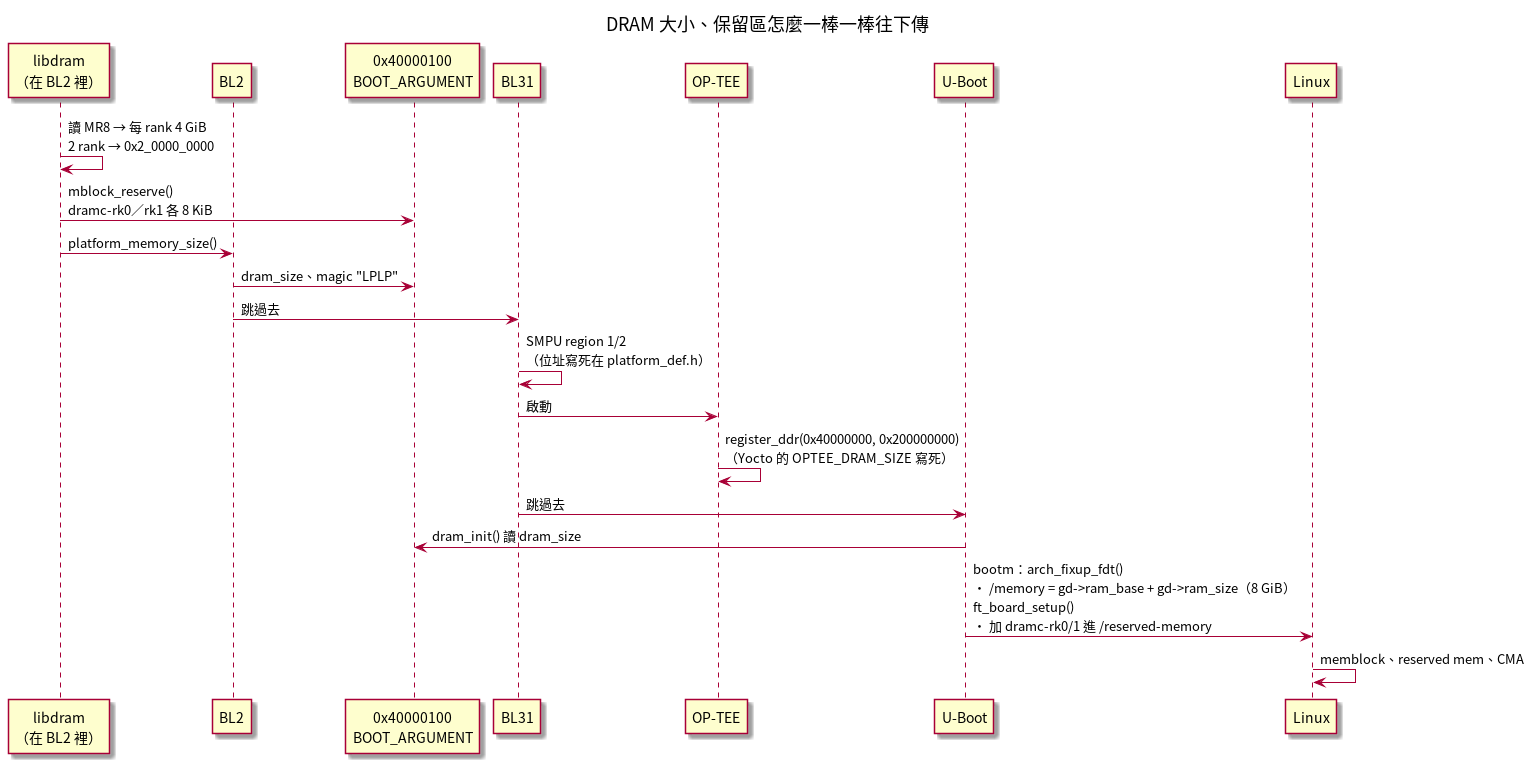 DRAM 大小、保留區怎麼一棒一棒往下傳
libdram
（在 BL2 裡）
BL2
0x40000100
BOOT_ARGUMENT
BL31
OP-TEE
U-Boot
Linux
讀 MR8 → 每 rank 4 GiB
2 rank → 0x2_0000_0000
mblock_reserve()
dramc-rk0／rk1 各 8 KiB
platform_memory_size()
dram_size、magic "LPLP"
跳過去
SMPU region 1/2
（位址寫死在 platform_def.h）
啟動
register_ddr(0x40000000, 0x200000000)
（Yocto 的 OPTEE_DRAM_SIZE 寫死）
跳過去
dram_init() 讀 dram_size
bootm：arch_fixup_fdt()
・ /memory = gd->ram_base + gd->ram_size（8 GiB）
ft_board_setup()
・ 加 dramc-rk0/1 進 /reserved-memory
memblock、reserved mem、CMA
libdram
（在 BL2 裡）
BL2
0x40000100
BOOT_ARGUMENT
BL31
OP-TEE
U-Boot
Linux